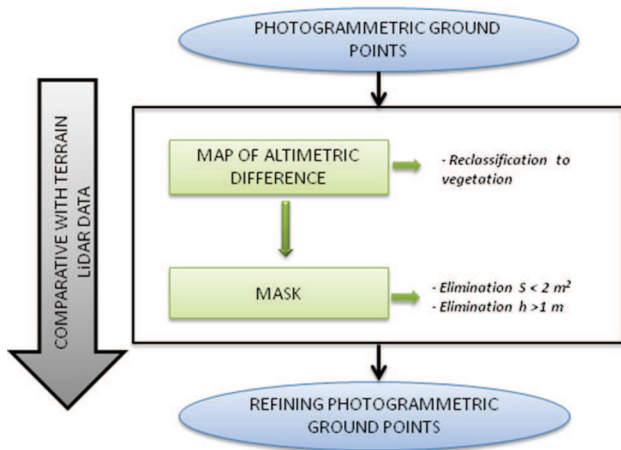 PHOTOGRAMMETRIC GROUND
POINTS
COMPARATIVE WITH TERRAIN
LiDAR DATA
MAP OF ALTIMETRIC
DIFFERENCE
- Reclassification to
vegetation
MASK
- Elimination S < 2 m²
- Elimination h >1 m
REFINING PHOTOGRAMMETRIC
GROUND POINTS